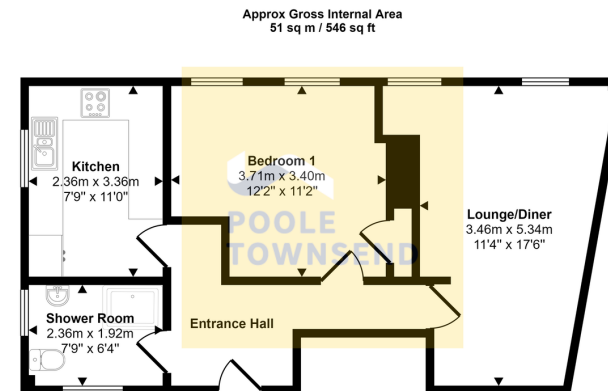 Approx Gross Internal Area
51 sq m / 546 sq ft
Kitchen
2.36m x 3.36m
7'9" x 11'0"
Bedroom 1
3.71m x 3.40m
12'2" x 11'2"
Lounge/Diner
3.46m x 5.34m
11'4" x 17'6"
POOLE
TOWNSEND
Shower Room
2.36m x 1.92m
7'9" x 6'4"
Entrance Hall